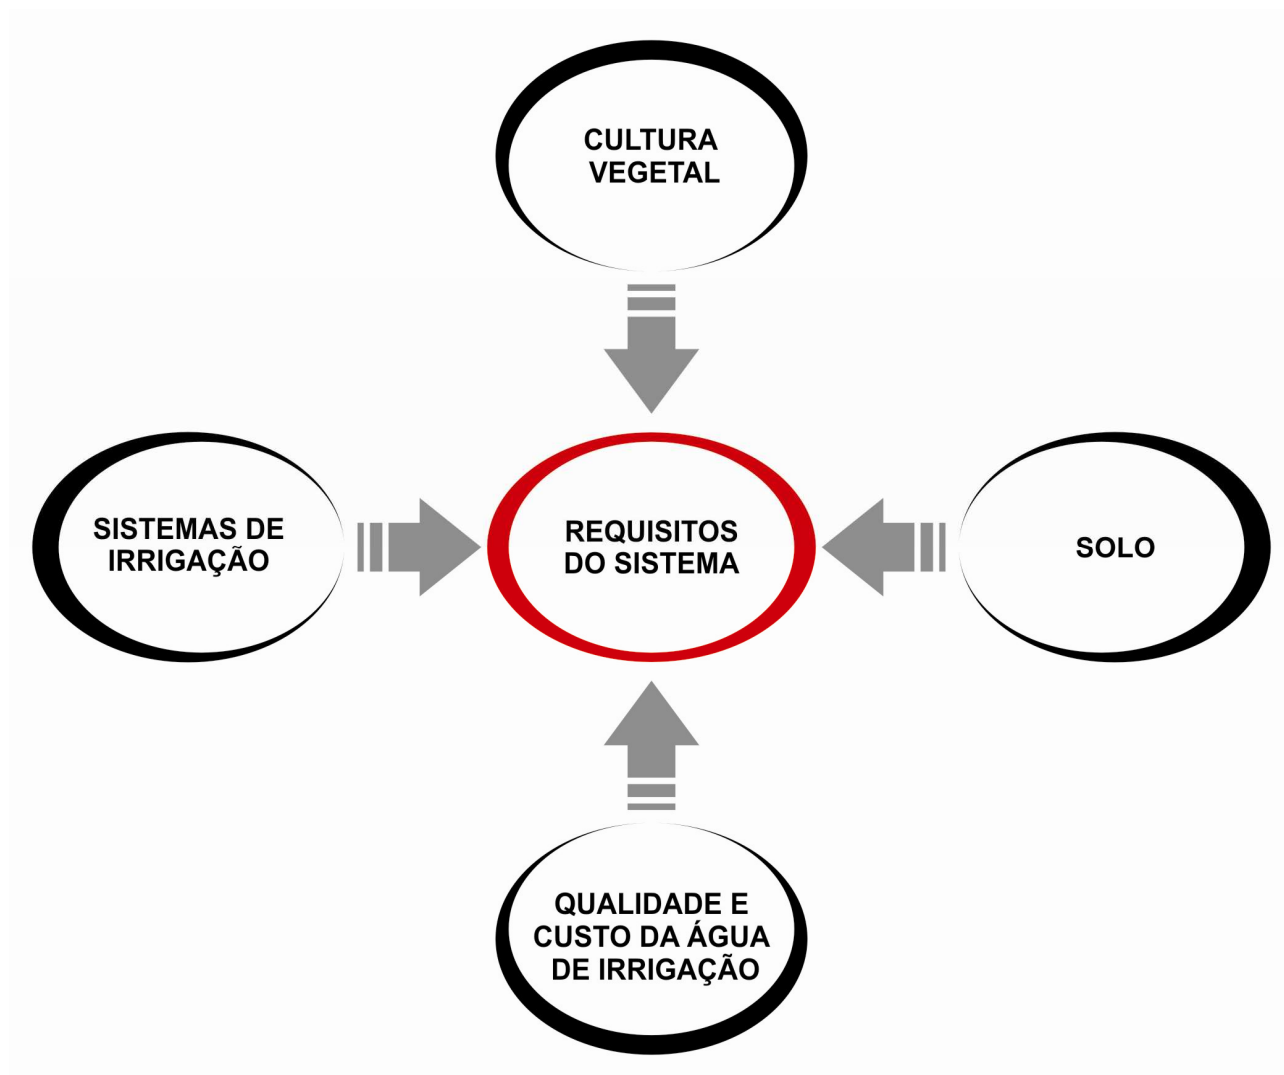 CULTURA
VEGETAL
SISTEMAS DE
IRRIGAÇÃO
REQUISITOS
DO SISTEMA
SOLO
QUALIDADE E
CUSTO DA ÁGUA
DE IRRIGAÇÃO